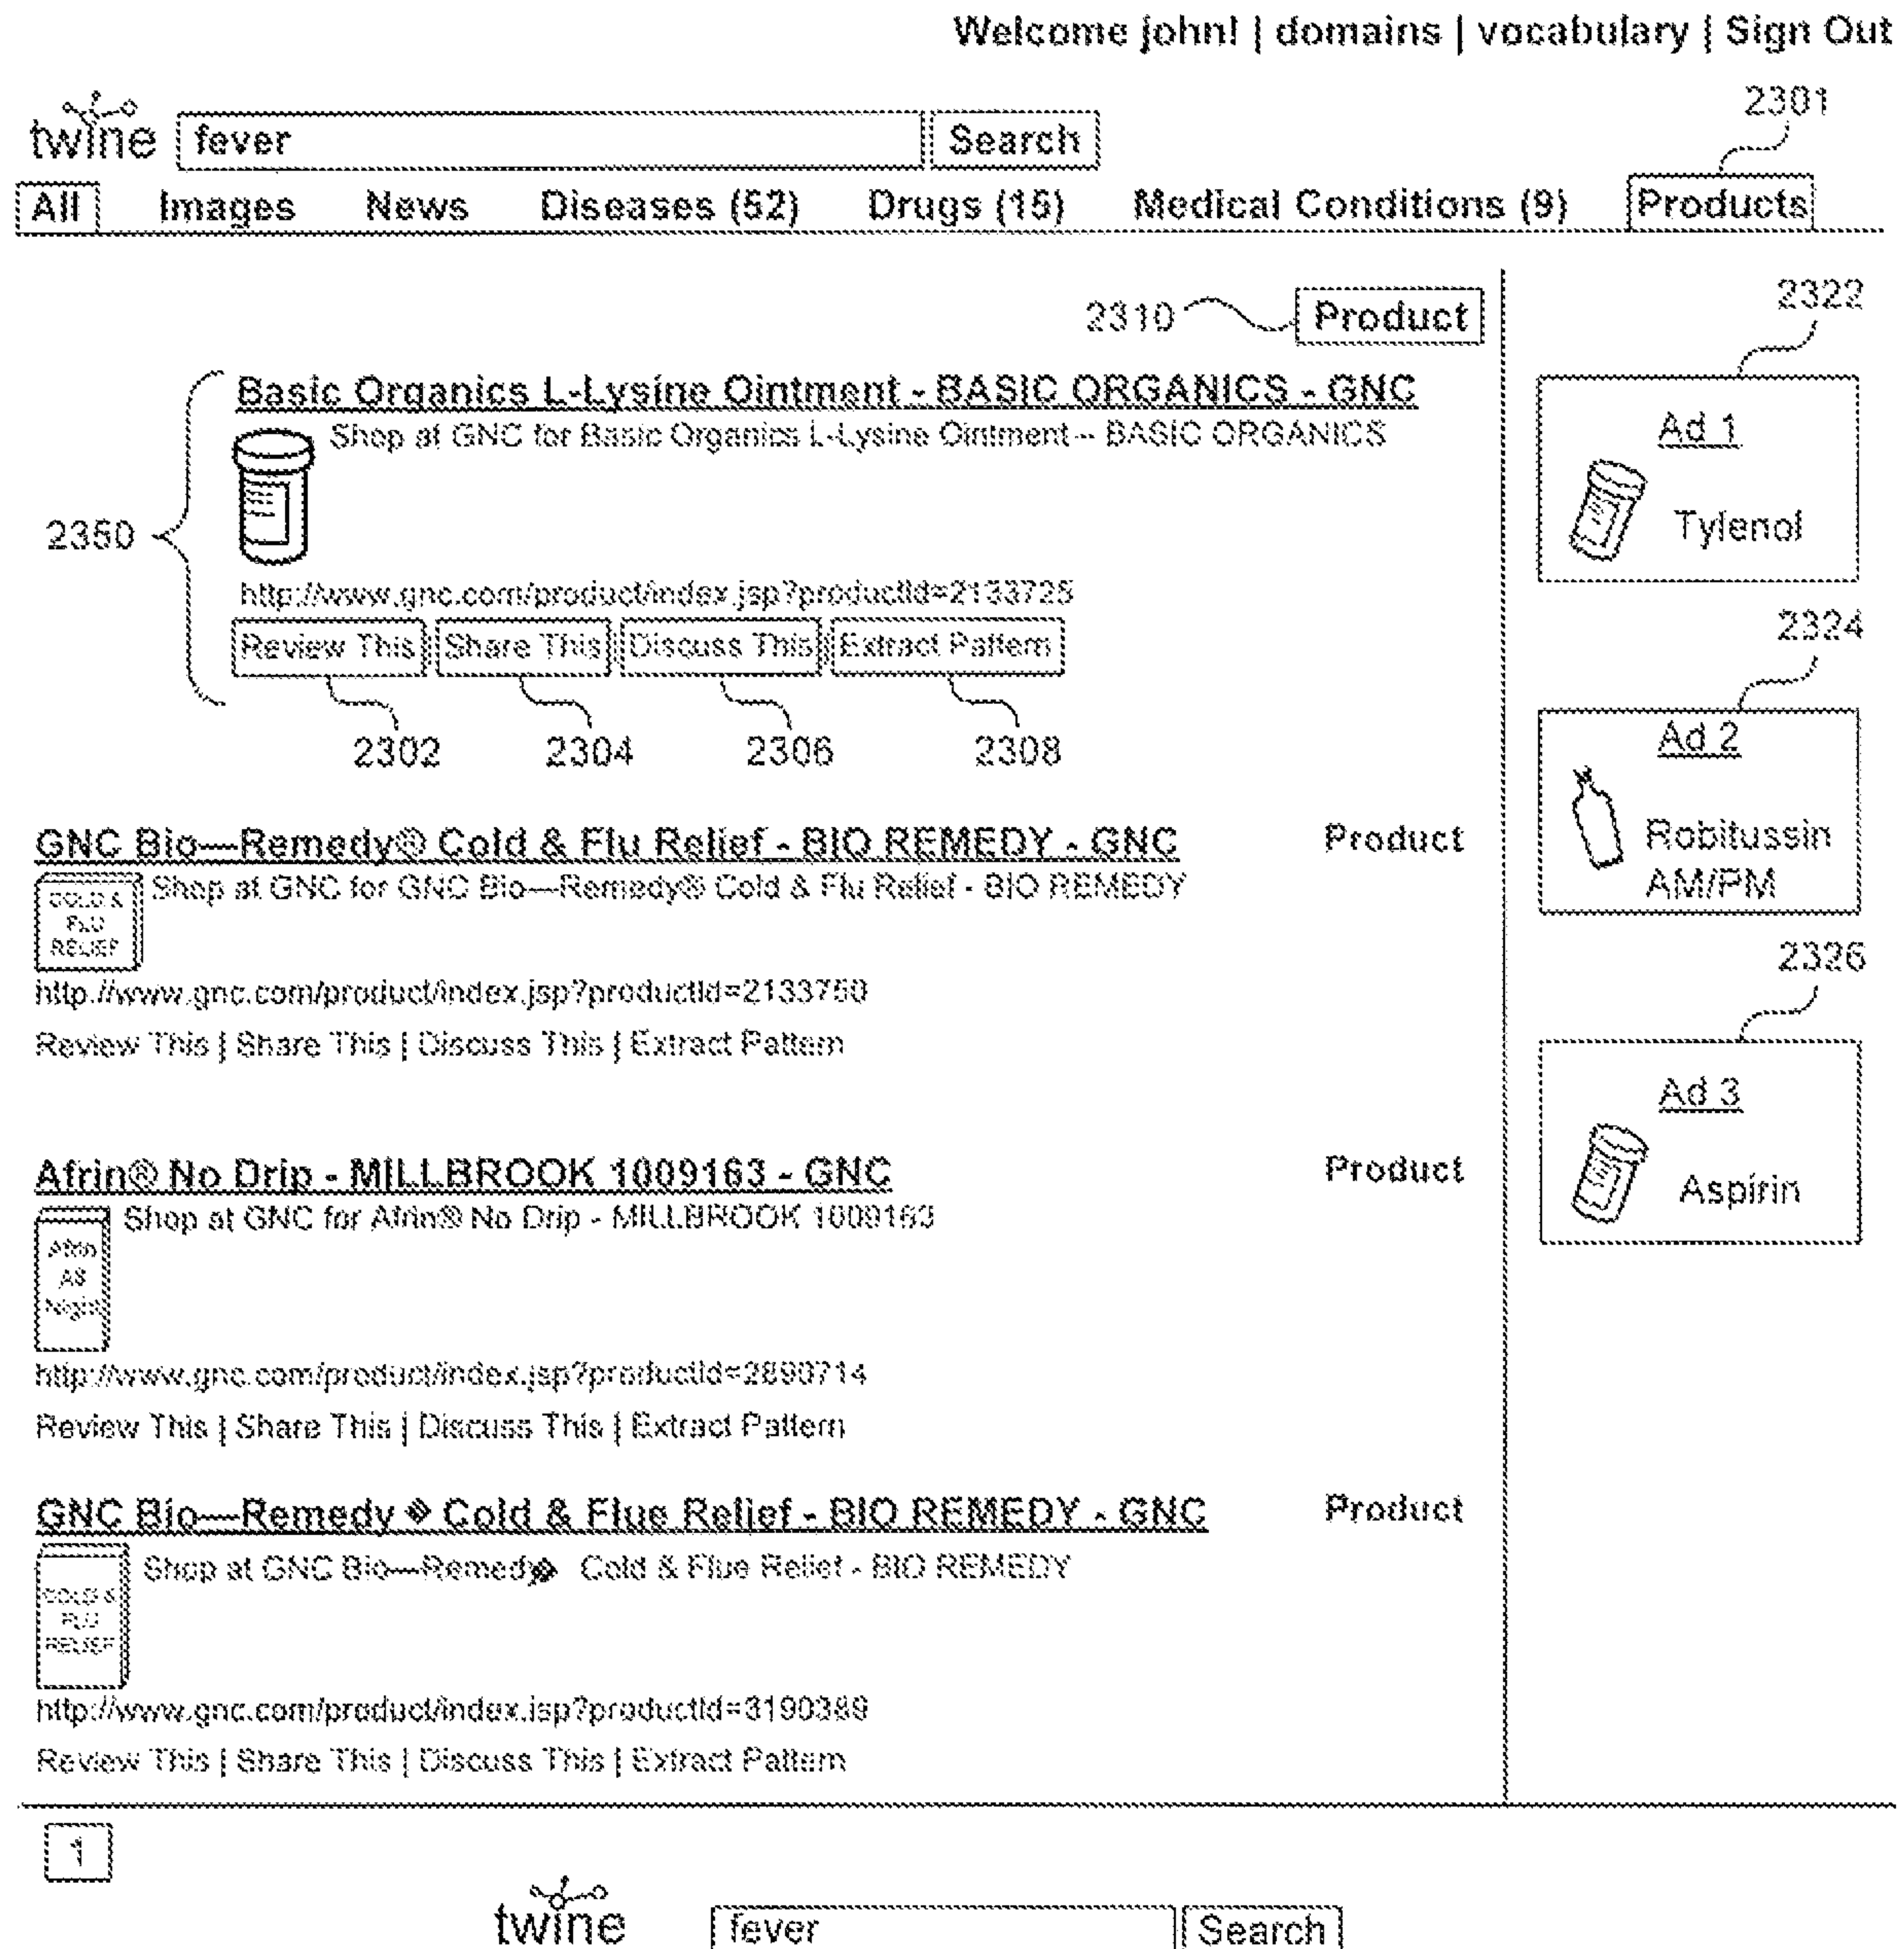 Welcome john! | domains | vocabulary | Sign Out
2301
twine fever Search
All Images News Diseases (52) Drugs (15) Medical Conditions (9) Products
2310 Product
2322
Basic Organics L-Lysine Ointment - BASIC ORGANICS - GNC
Shop at GNC for Basic Organics L-Lysine Ointment -- BASIC ORGANICS
Ad 1
Tylenol
2350
http://www.gnc.com/product/index.jsp?productId=2133725
Review This | Share This | Discuss This | Extract Pattern
2302 2304 2306 2308
2324
Ad 2
Robitussin
AM/PM
GNC Bio—Remedy® Cold & Flu Relief - BIO REMEDY - GNC Product
Shop at GNC for GNC Bio—Remedy® Cold & Flu Relief - BIO REMEDY
COLD &
FLU
RELIEF
http://www.gnc.com/product/index.jsp?productId=2133750
Review This | Share This | Discuss This | Extract Pattern
2326
Ad 3
Aspirin
Afrin® No Drip - MILLBROOK 1009163 - GNC Product
Shop at GNC for Afrin® No Drip - MILLBROOK 1009163
Afrin
All
Night
http://www.gnc.com/product/index.jsp?productId=2890714
Review This | Share This | Discuss This | Extract Pattern
GNC Bio—Remedy � Cold & Flue Relief - BIO REMEDY - GNC Product
Shop at GNC Bio—Remedy� Cold & Flue Relief - BIO REMEDY
COLD &
FLU
RELIEF
http://www.gnc.com/product/index.jsp?productId=3190389
Review This | Share This | Discuss This | Extract Pattern
1
twine fever Search